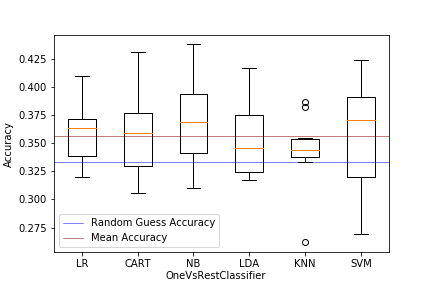 0.425
0.400
0.375
0.350
0.325
0.300
0.275
Accuracy
Random Guess Accuracy
Mean Accuracy
LR CART NB LDA KNN SVM
OneVsRestClassifier